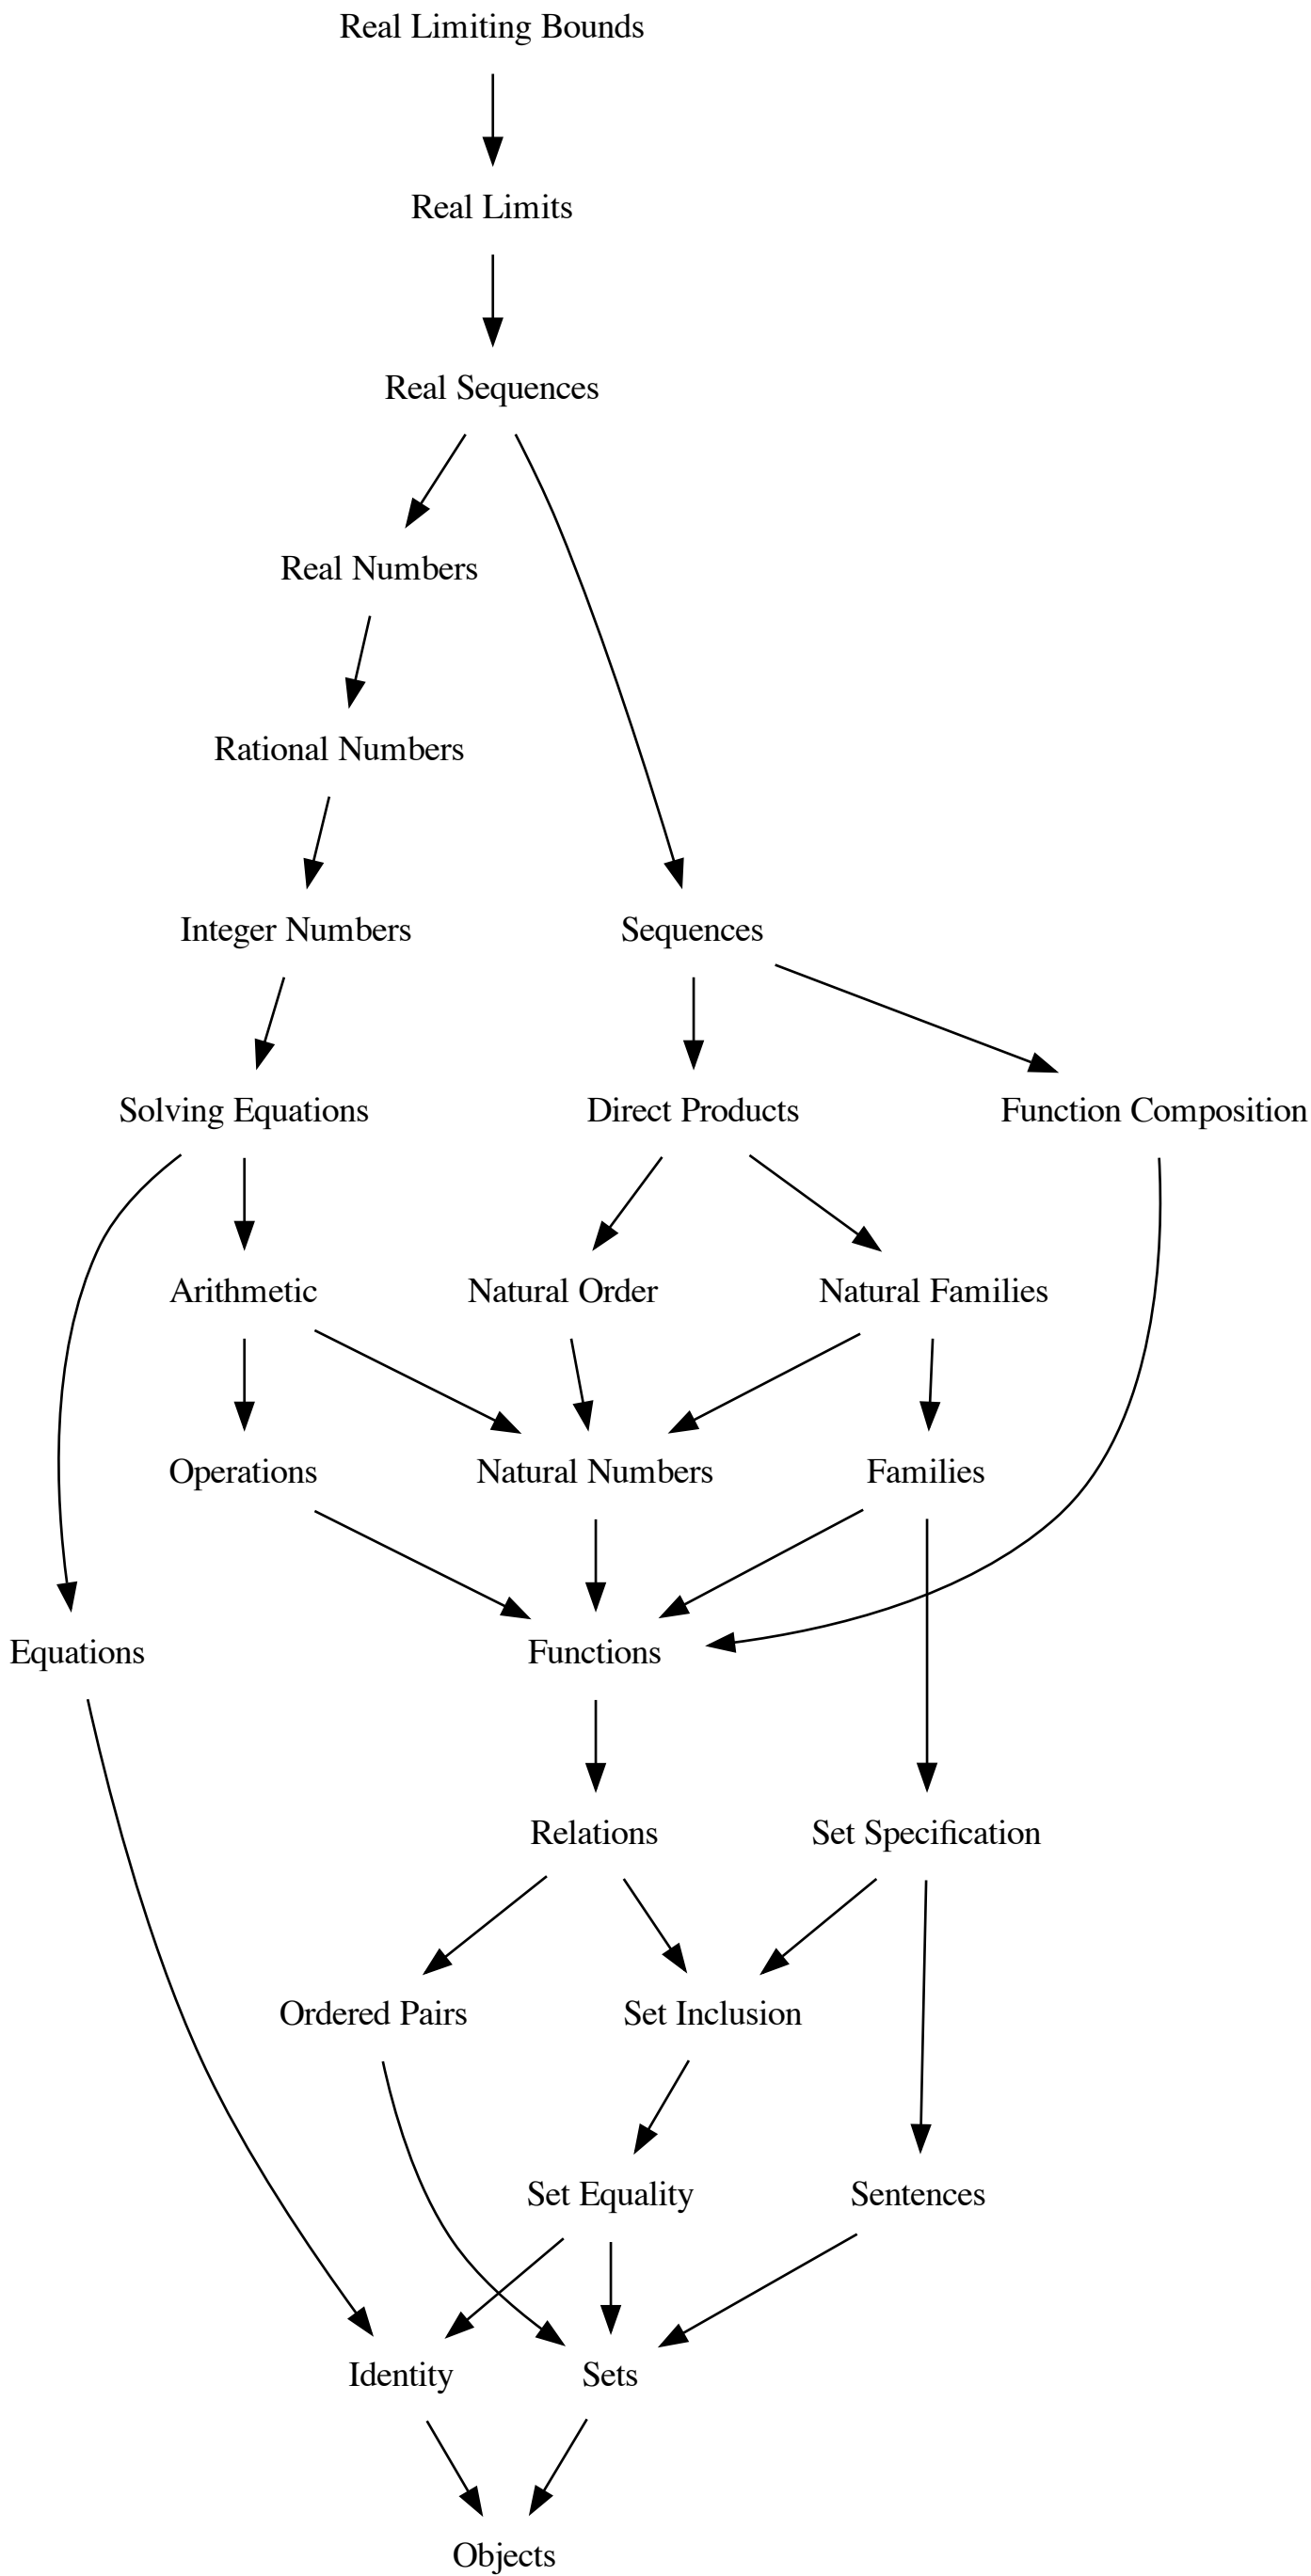 Real Limiting Bounds
Real Limits
Real Sequences
Real Numbers
Rational Numbers
Integer Numbers
Sequences
Solving Equations
Direct Products
Function Composition
Arithmetic
Natural Order
Natural Families
Operations
Natural Numbers
Families
Equations
Functions
Relations
Set Specification
Ordered Pairs
Set Inclusion
Set Equality
Sentences
Identity
Sets
Objects